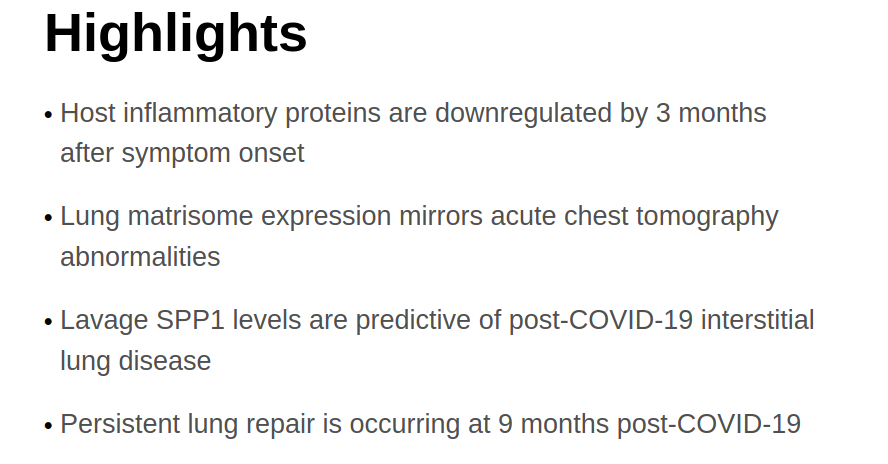 Highlights
• Host inflammatory proteins are downregulated by 3 months
after symptom onset
• Lung matrisome expression mirrors acute chest tomography
abnormalities
• Lavage SPP1 levels are predictive of post-COVID-19 interstitial
lung disease
• Persistent lung repair is occurring at 9 months post-COVID-19